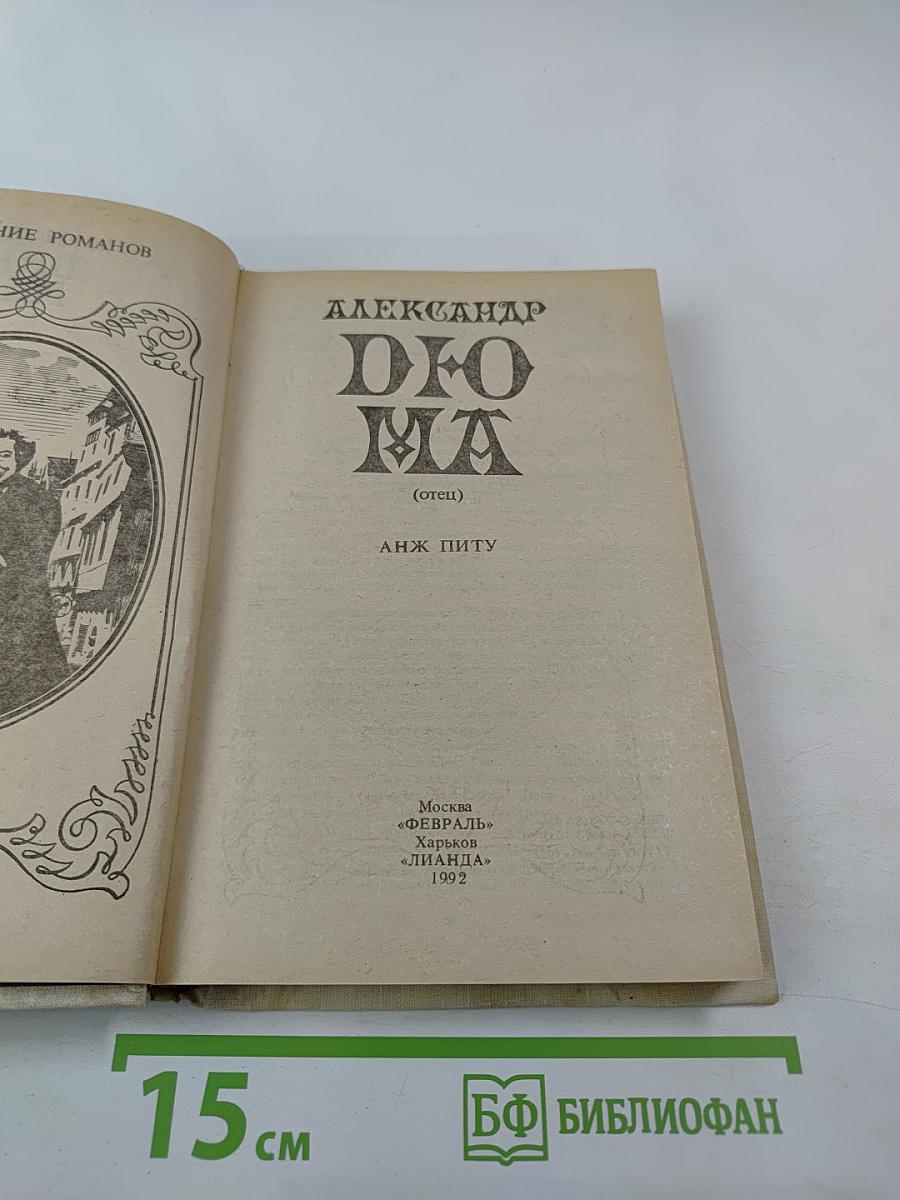 НИЕ РОМАНОВ
АЛЕКСАНДР
ДЮ
МА
(отец)
АНЖ ПИТУ
Москва
«ФЕВРАЛЬ»
Харьков
«ЛИАНДА»
1992
15 см
БФ БИБЛИОФАН